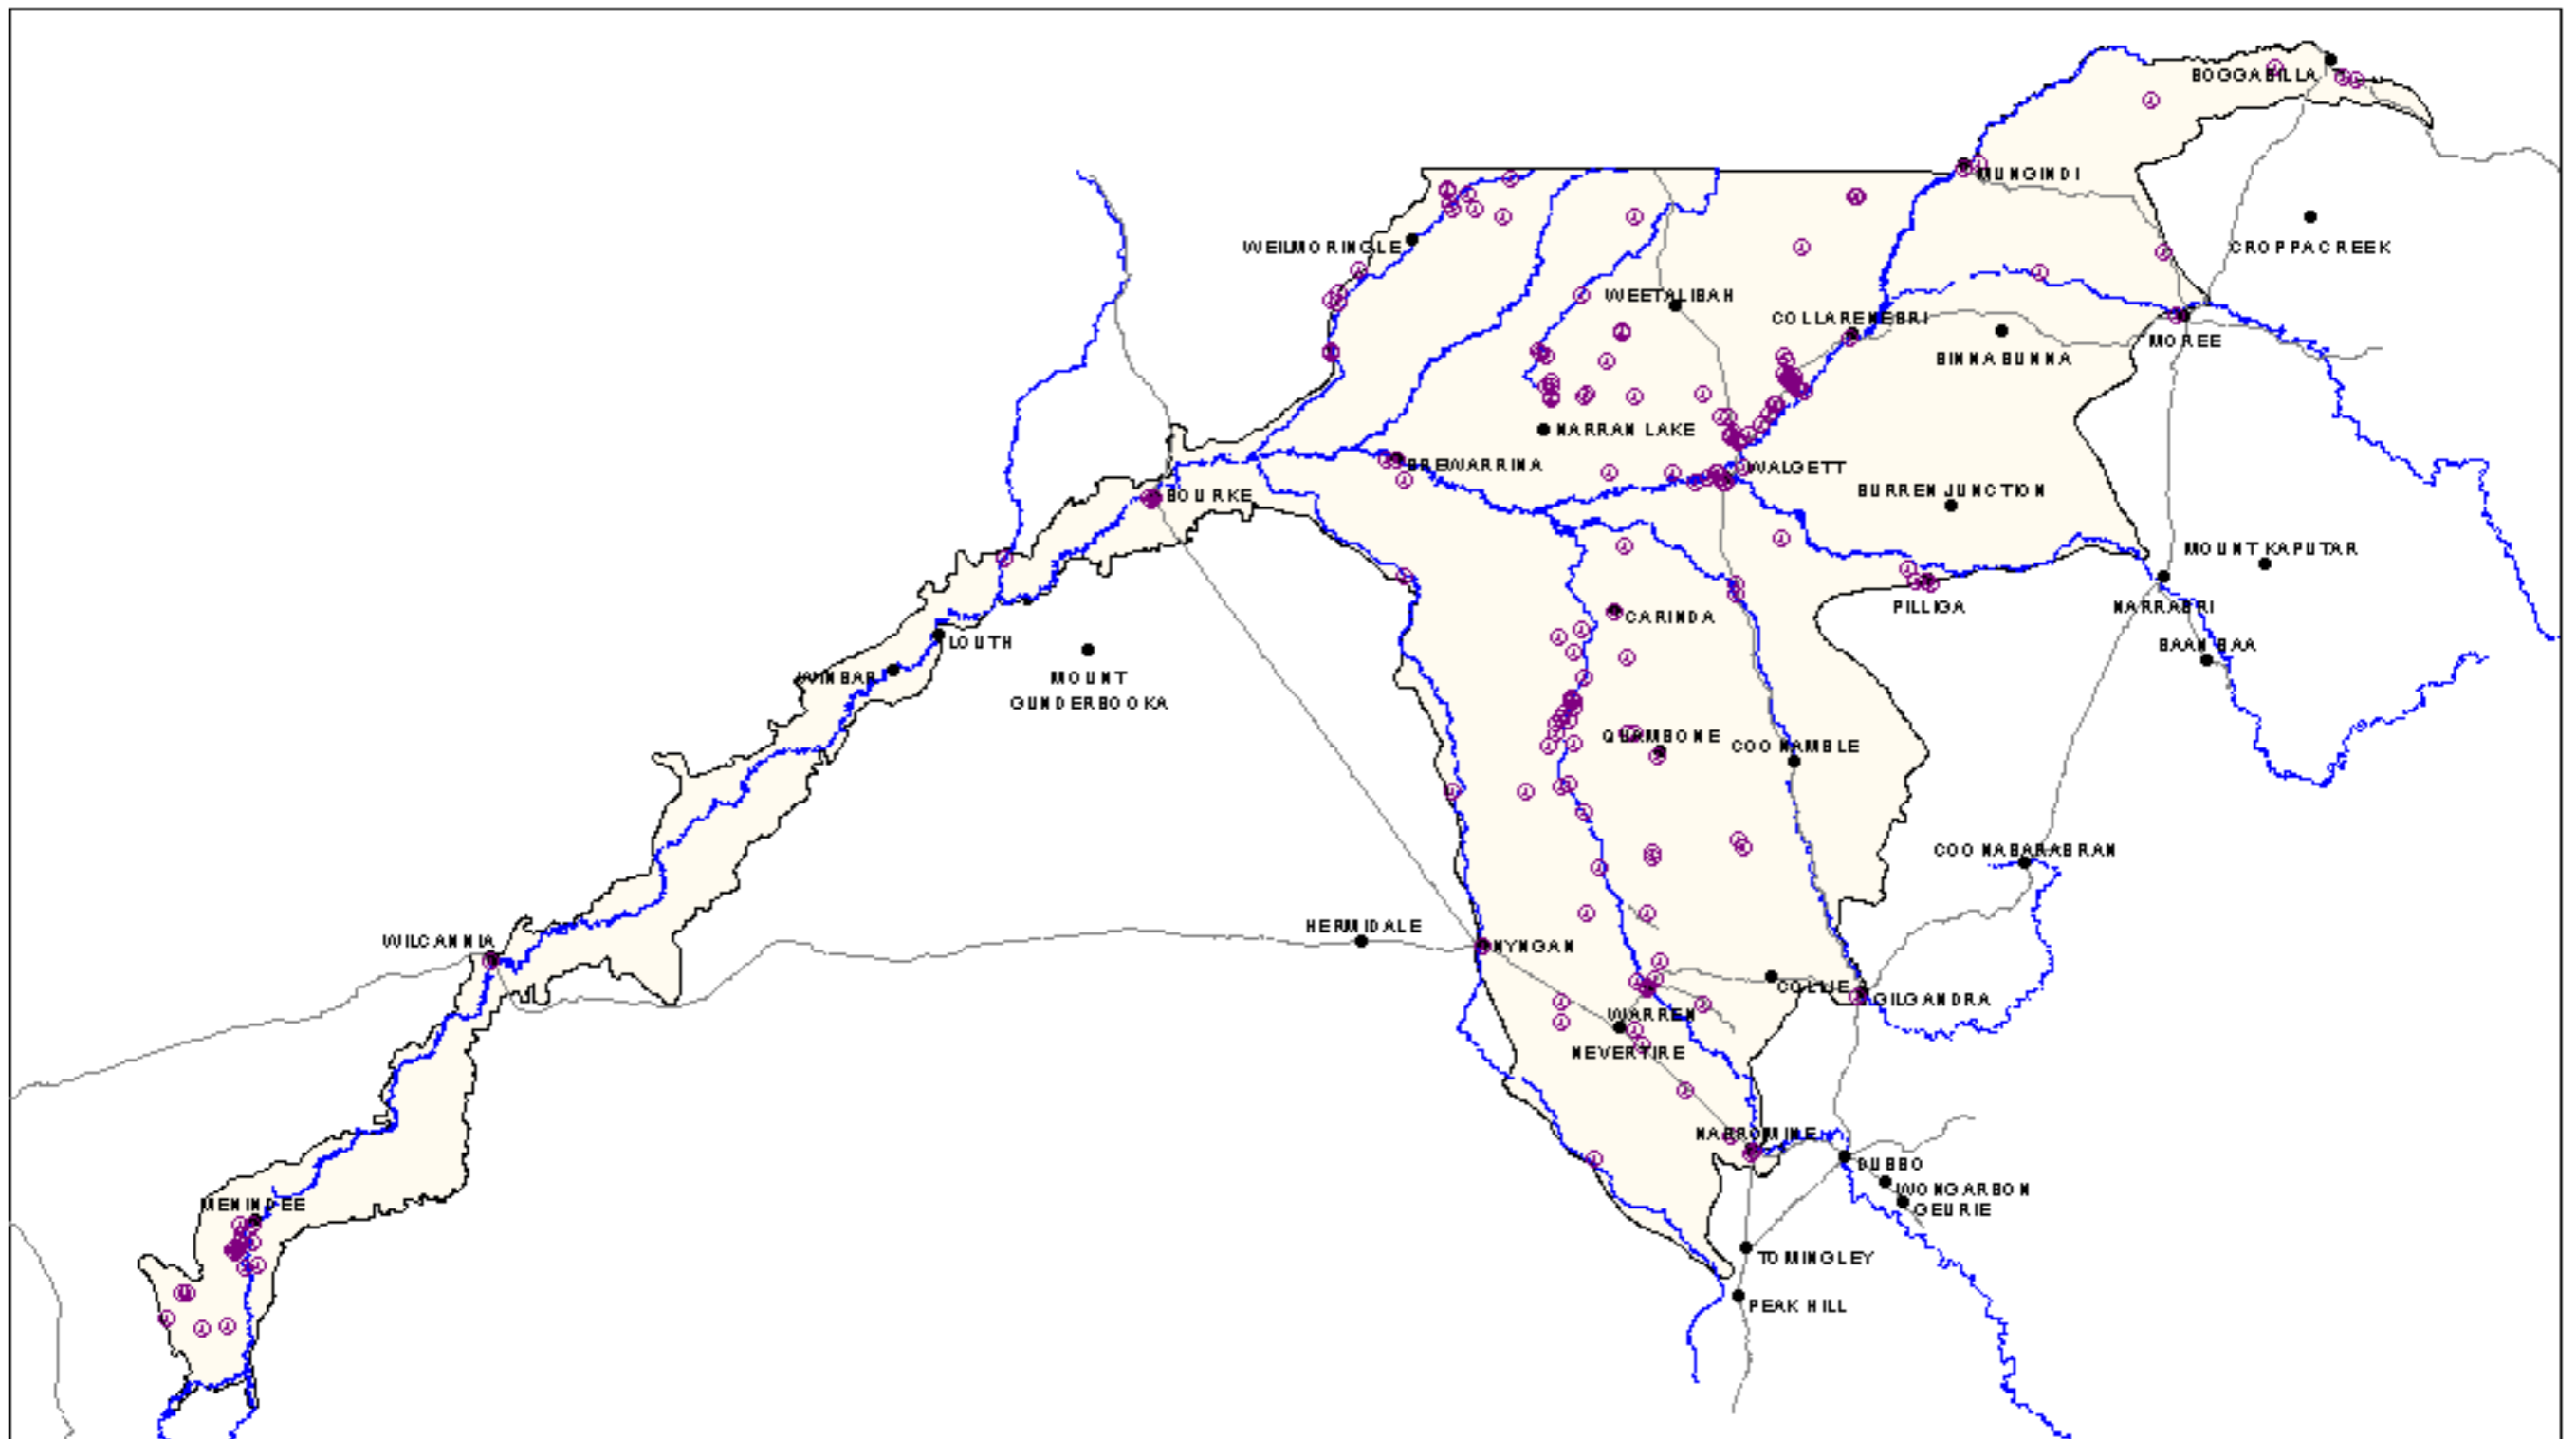 BOGGABILLA
MUNGINDI
CROPPA CREEK
WEILMORINGLE
WEETALIBAH
COLLARENEBRI
BINNA BUNNA
MOREE
NARRAN LAKE
BREWARRINA
WALGETT
BURREN JUNCTION
BOURKE
MOUNT KAPUTAR
PILLIGA
NARRABRI
CARINDA
LOUTH
BAAN BAA
MOUNT
GUNDERBOOKA
QUAMBONE
COONAMBLE
COONABARABRAN
HERMIDALE
WILCANNIA
NYNGAN
COLLIE
GILGANDRA
WARREN
NEVERTIRE
NARROMINE
DUBBO
WONGARBON
GEURIE
MENINDEE
TOMINGLEY
PEAK HILL